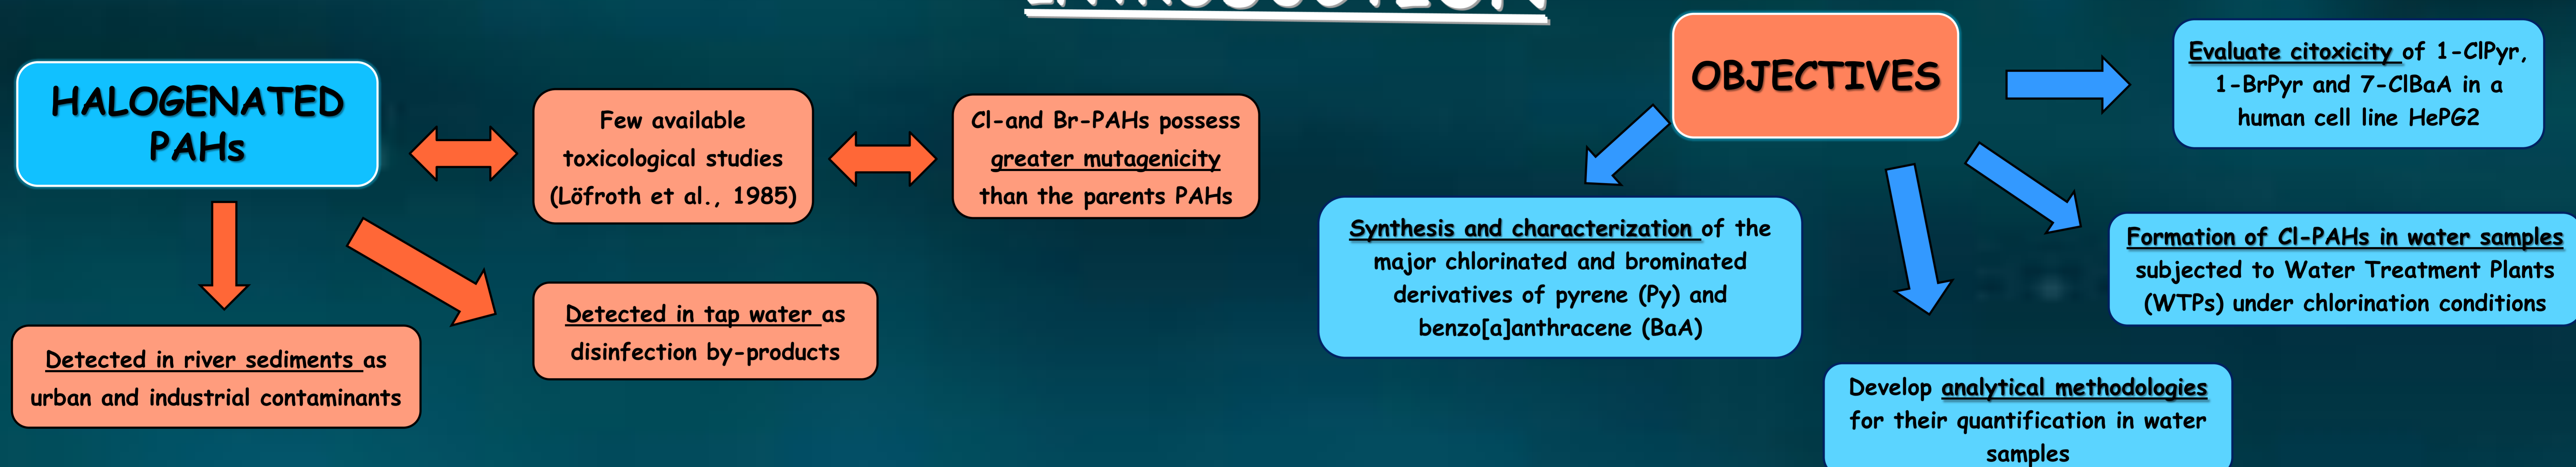 INTRODUCTION
HALOGENATED
PAHs
Few available
toxicological studies
(Löfroth et al., 1985)
Cl-and Br-PAHs possess
greater mutagenicity
than the parents PAHs
Detected in river sediments as
urban and industrial contaminants
Detected in tap water as
disinfection by-products
OBJECTIVES
Evaluate citoxicity of 1-ClPyr,
1-BrPyr and 7-ClBaA in a
human cell line HePG2
Synthesis and characterization of the
major chlorinated and brominated
derivatives of pyrene (Py) and
benzo[a]anthracene (BaA)
Formation of Cl-PAHs in water samples
subjected to Water Treatment Plants
(WTPs) under chlorination conditions
Develop analytical methodologies
for their quantification in water
samples